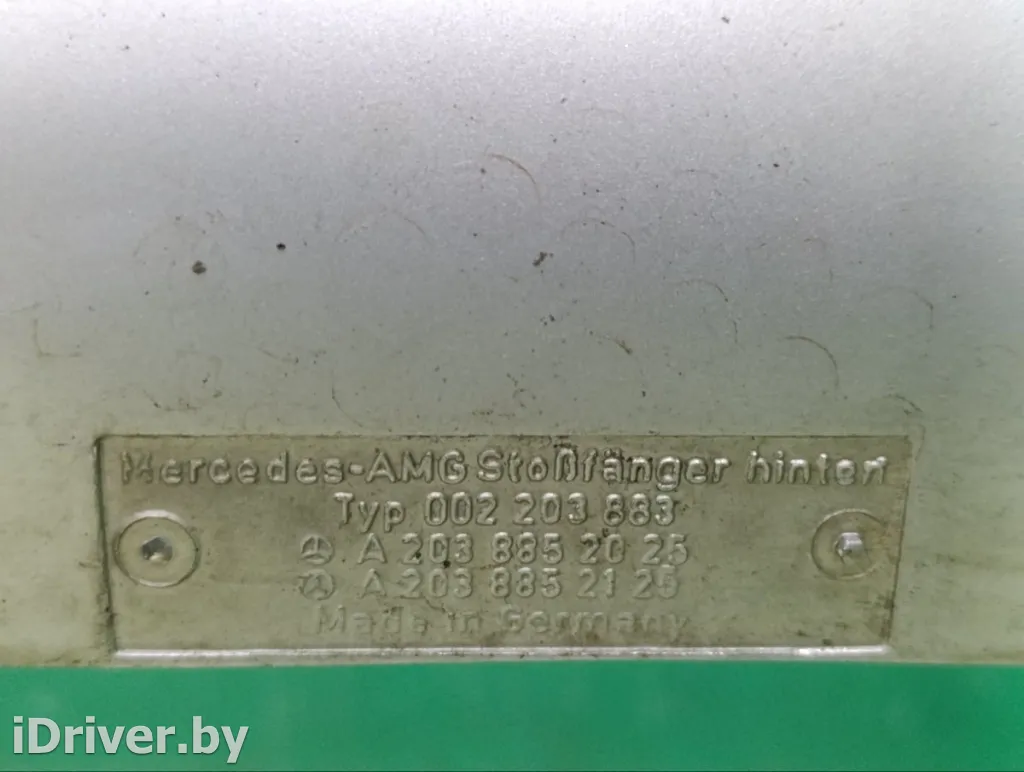 Mercedes-AMG Stoßfänger hinten
Typ 002 203 883
A 203 885 20 25
A 203 885 21 25
Made in Germany
iDriver.by